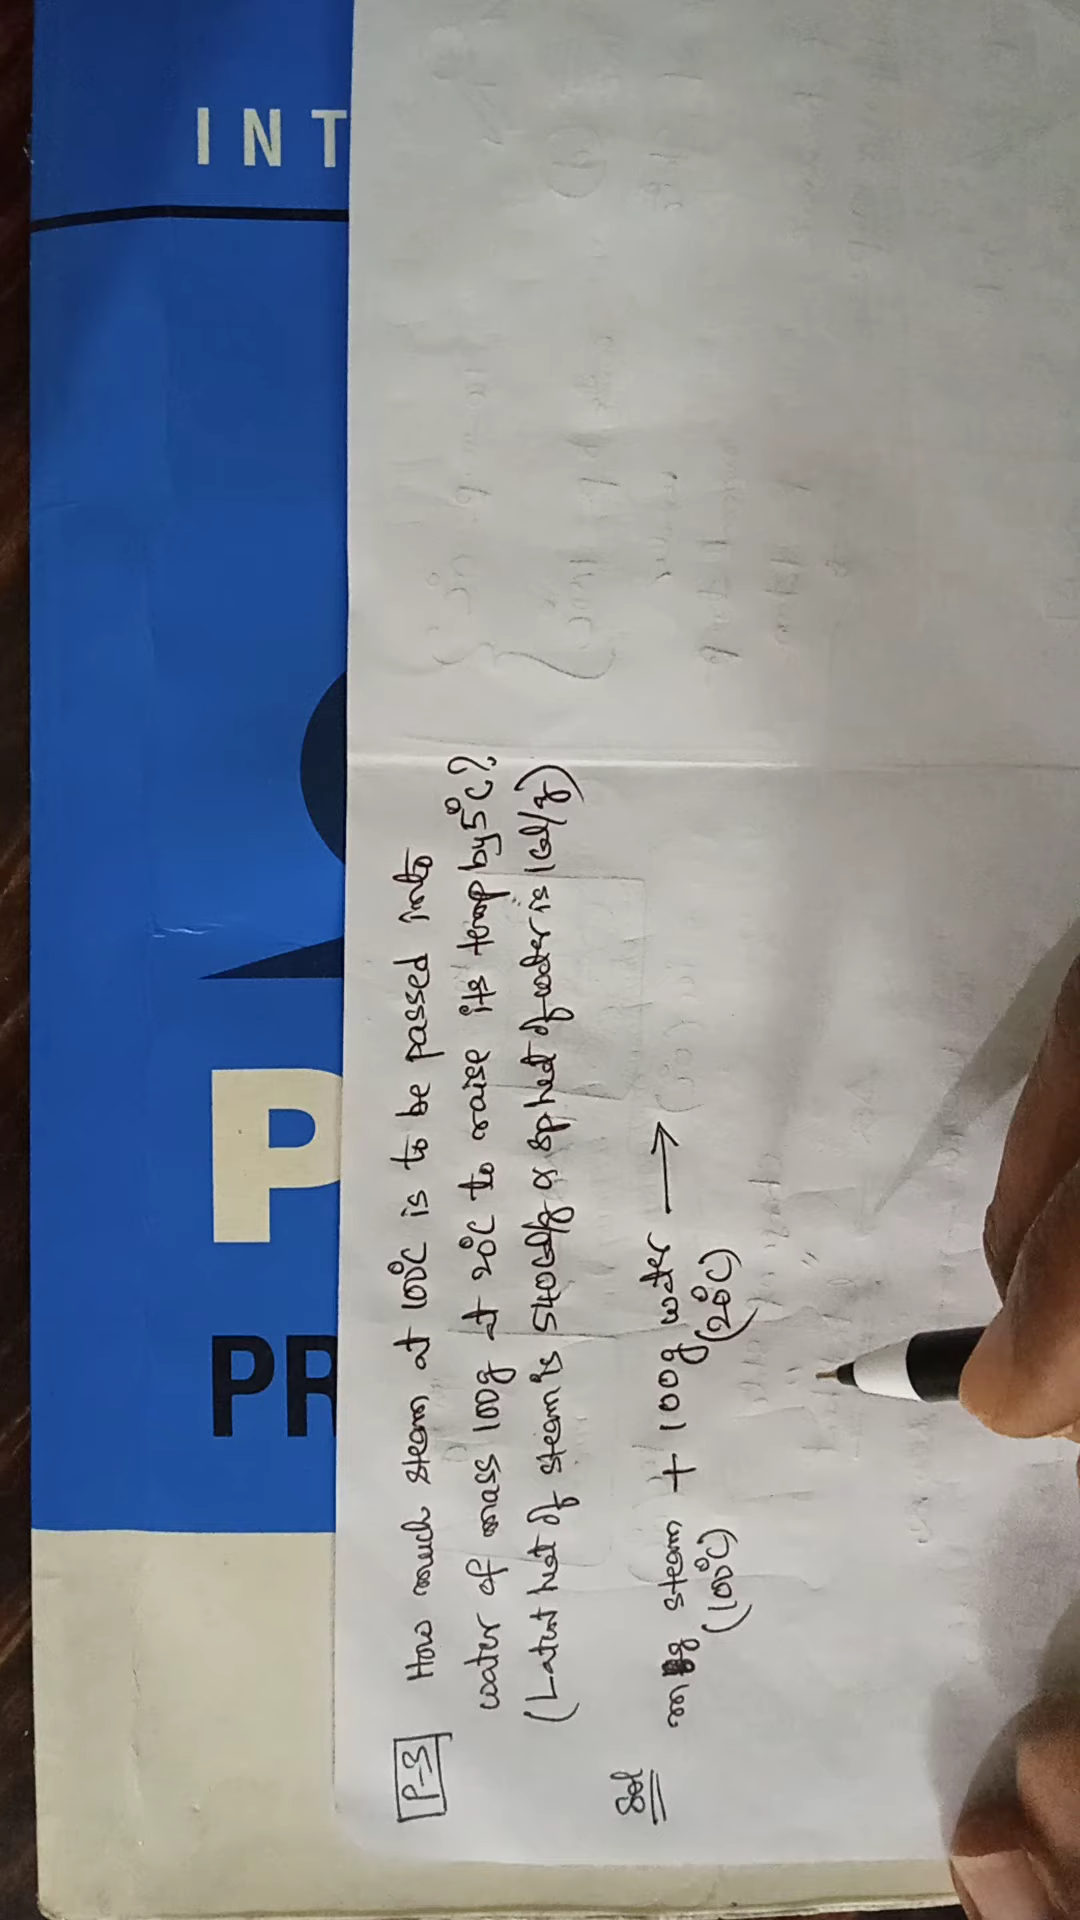 INT
P
PR
P-3
How much steam at 100°C is to be passed into
water of mass 100g at 20°C to raise its temp by 5°C?
(Latent heat of steam is 540cal/g & sp heat of water is 1cal/g)
Sol
m g steam + 100g water →
(100°C) (20°C)